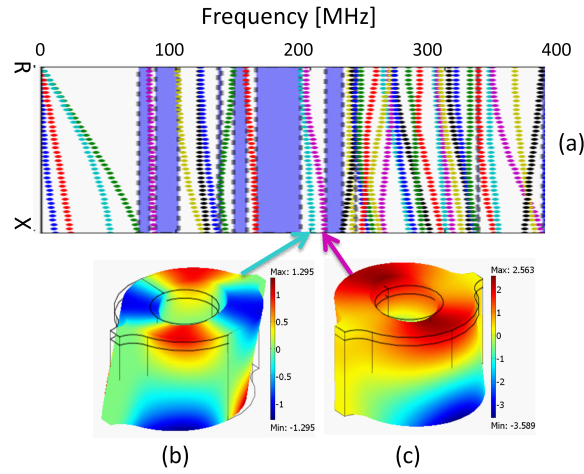 Frequency [MHz]
0 100 200 300 400
R
X
(a)
Max: 1.295
1
0.5
0
-0.5
-1
Min: -1.295
Max: 2.563
2
1
0
-1
-2
-3
Min: -3.589
(b)
(c)